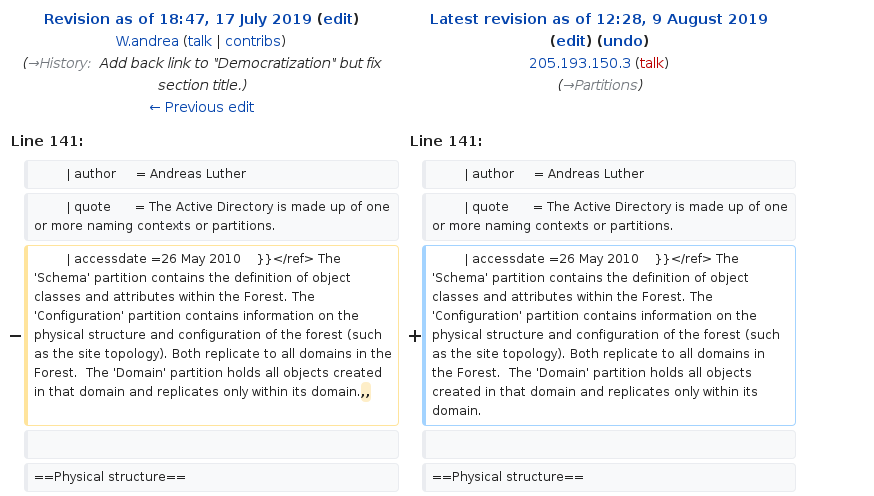 Revision as of 18:47, 17 July 2019 (edit)
W.andrea (talk | contribs)
(→History: Add back link to "Democratization" but fix
section title.)
← Previous edit
Latest revision as of 12:28, 9 August 2019
(edit) (undo)
205.193.150.3 (talk)
(→Partitions)
Line 141:
Line 141:
| author = Andreas Luther
| author = Andreas Luther
| quote = The Active Directory is made up of one
or more naming contexts or partitions.
| quote = The Active Directory is made up of one
or more naming contexts or partitions.
−
| accessdate =26 May 2010 }}</ref> The
'Schema' partition contains the definition of object
classes and attributes within the Forest. The
'Configuration' partition contains information on the
physical structure and configuration of the forest (such
as the site topology). Both replicate to all domains in the
Forest. The 'Domain' partition holds all objects created
in that domain and replicates only within its domain.,,
+
| accessdate =26 May 2010 }}</ref> The
'Schema' partition contains the definition of object
classes and attributes within the Forest. The
'Configuration' partition contains information on the
physical structure and configuration of the forest (such
as the site topology). Both replicate to all domains in
the Forest. The 'Domain' partition holds all objects
created in that domain and replicates only within its
domain.
==Physical structure==
==Physical structure==